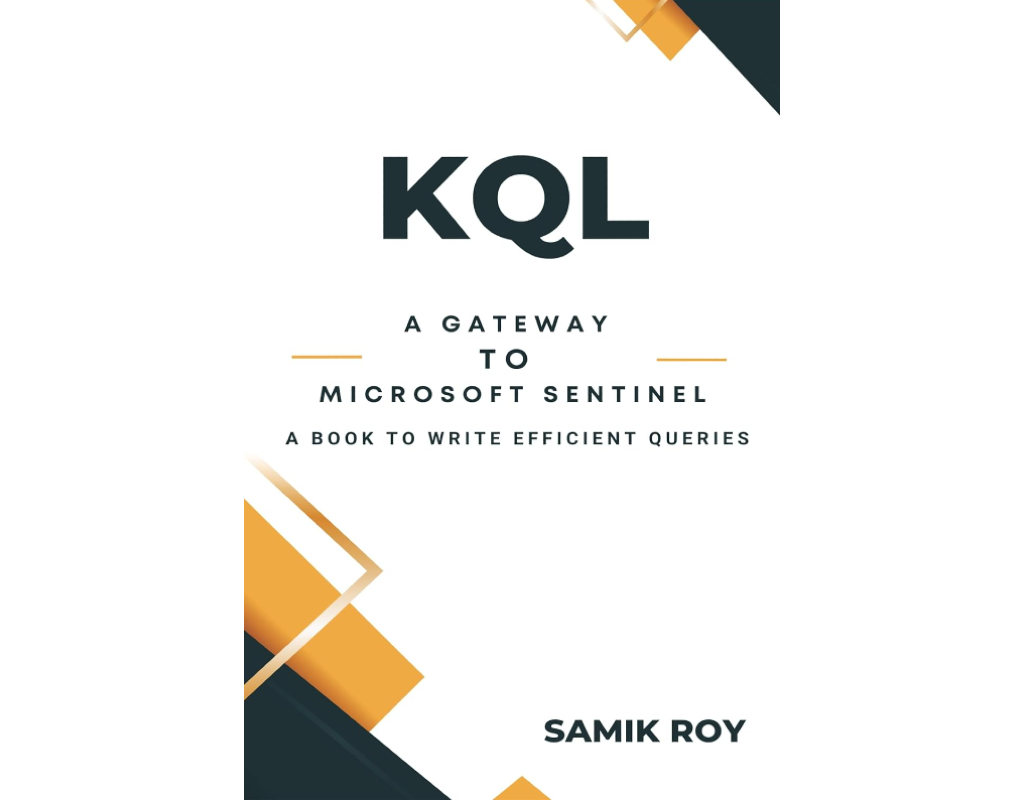 KQL
A GATEWAY
TO
MICROSOFT SENTINEL
A BOOK TO WRITE EFFICIENT QUERIES
SAMIK ROY